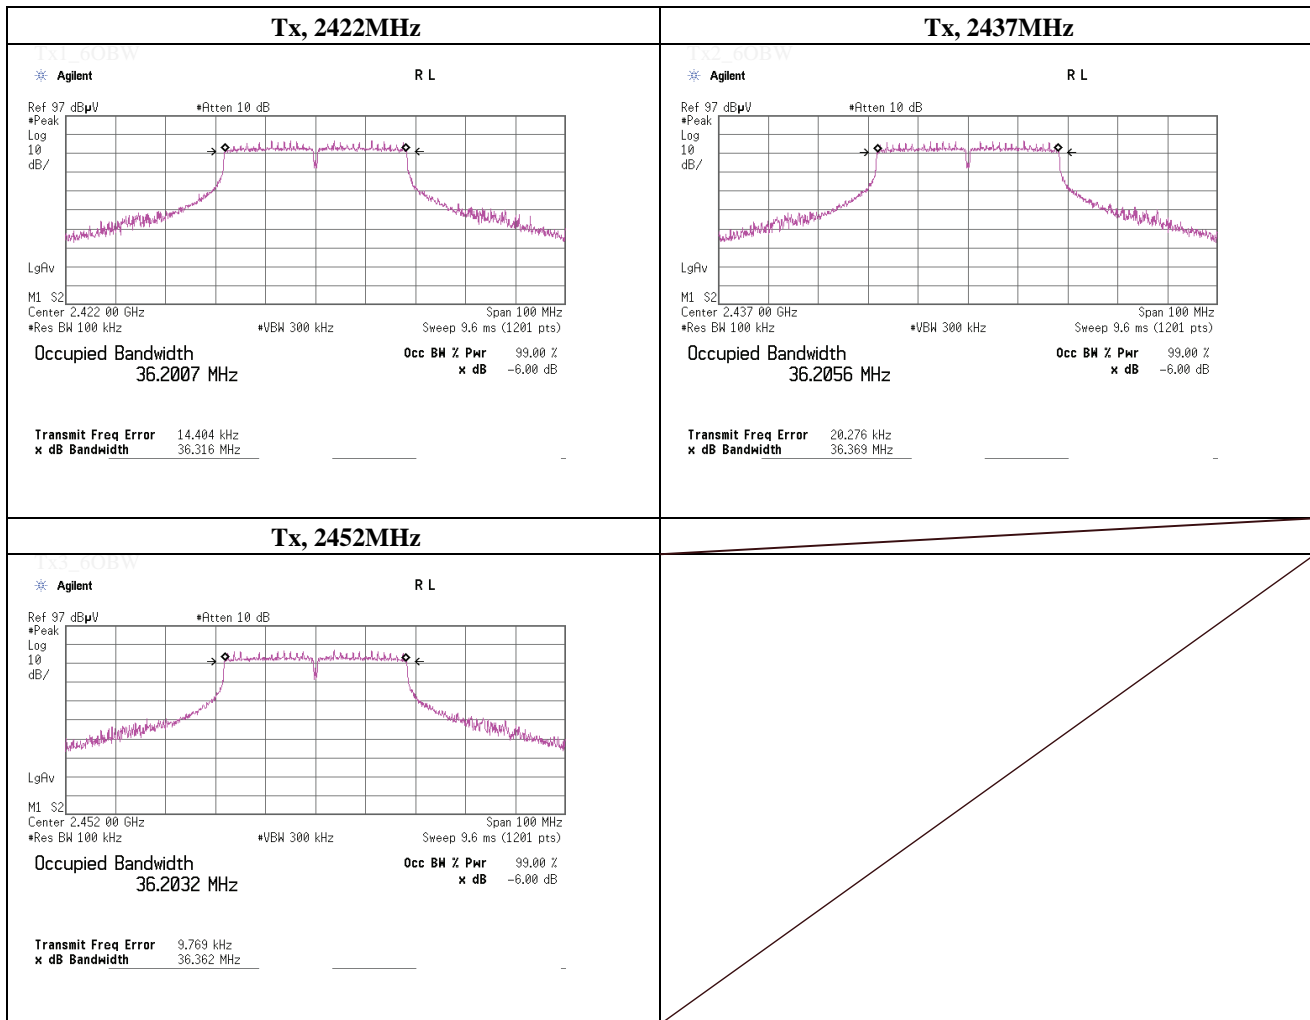 Tx, 2422MHz
Tx1_6OBW
Agilent
R L
Ref 97 dBµV
#Atten 10 dB
#Peak
Log
10
dB/
LgAv
M1 S2
Center 2.422 00 GHz
Span 100 MHz
#Res BW 100 kHz
#VBW 300 kHz
Sweep 9.6 ms (1201 pts)
Occupied Bandwidth
36.2007 MHz
Occ BW % Pwr 99.00 %
x dB -6.00 dB
Transmit Freq Error 14.404 kHz
x dB Bandwidth 36.316 MHz
Tx, 2437MHz
Tx2_6OBW
Agilent
R L
Ref 97 dBµV
#Atten 10 dB
#Peak
Log
10
dB/
LgAv
M1 S2
Center 2.437 00 GHz
Span 100 MHz
#Res BW 100 kHz
#VBW 300 kHz
Sweep 9.6 ms (1201 pts)
Occupied Bandwidth
36.2056 MHz
Occ BW % Pwr 99.00 %
x dB -6.00 dB
Transmit Freq Error 20.276 kHz
x dB Bandwidth 36.369 MHz
Tx, 2452MHz
Tx3_6OBW
Agilent
R L
Ref 97 dBµV
#Atten 10 dB
#Peak
Log
10
dB/
LgAv
M1 S2
Center 2.452 00 GHz
Span 100 MHz
#Res BW 100 kHz
#VBW 300 kHz
Sweep 9.6 ms (1201 pts)
Occupied Bandwidth
36.2032 MHz
Occ BW % Pwr 99.00 %
x dB -6.00 dB
Transmit Freq Error 9.769 kHz
x dB Bandwidth 36.362 MHz